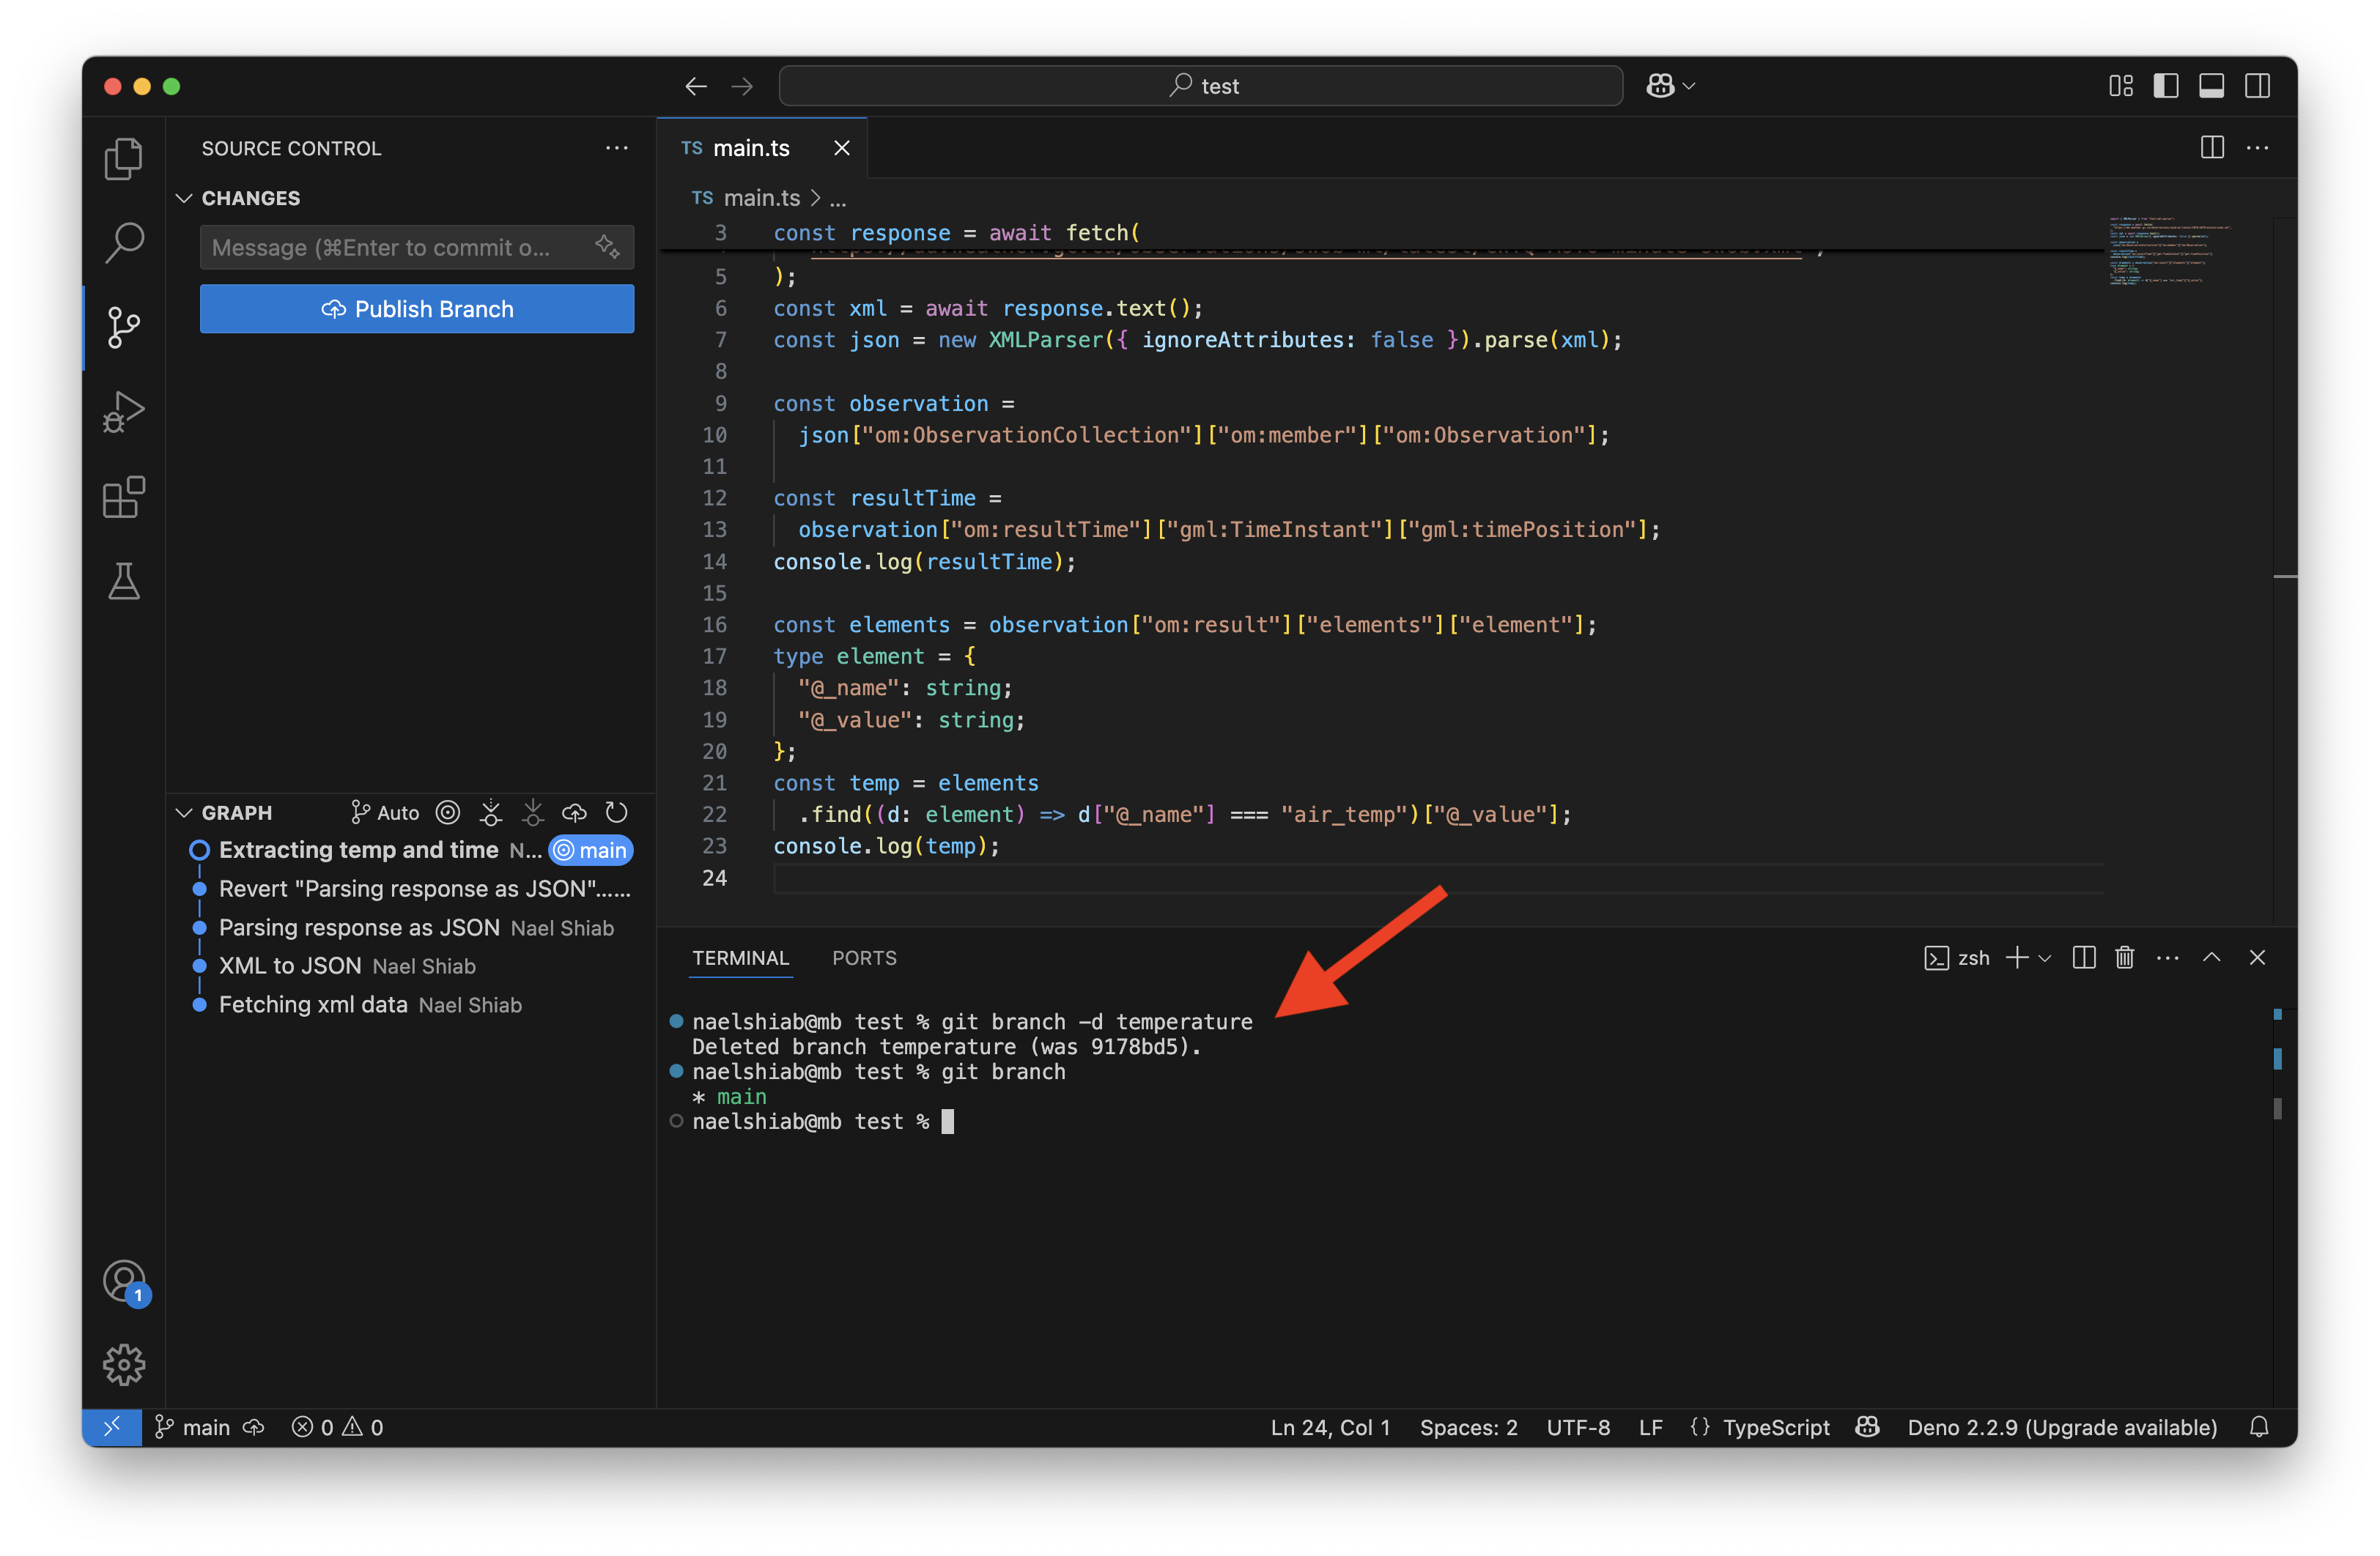 test
SOURCE CONTROL
CHANGES
Message (⌘Enter to commit o...
Publish Branch
GRAPH
Auto
Extracting temp and time N... main
Revert "Parsing response as JSON"......
Parsing response as JSON Nael Shiab
XML to JSON Nael Shiab
Fetching xml data Nael Shiab
1
TS main.ts
TS main.ts > ...
3 const response = await fetch(
5 );
6 const xml = await response.text();
7 const json = new XMLParser({ ignoreAttributes: false }).parse(xml);
8
9 const observation =
10 json["om:ObservationCollection"]["om:member"]["om:Observation"];
11
12 const resultTime =
13 observation["om:resultTime"]["gml:TimeInstant"]["gml:timePosition"];
14 console.log(resultTime);
15
16 const elements = observation["om:result"]["elements"]["element"];
17 type element = {
18 "@_name": string;
19 "@_value": string;
20 };
21 const temp = elements
22 .find((d: element) => d["@_name"] === "air_temp")["@_value"];
23 console.log(temp);
24
TERMINAL PORTS
zsh
naelshiab@mb test % git branch -d temperature
Deleted branch temperature (was 9178bd5).
naelshiab@mb test % git branch
* main
naelshiab@mb test %
main 0 0
Ln 24, Col 1 Spaces: 2 UTF-8 LF {} TypeScript Deno 2.2.9 (Upgrade available)